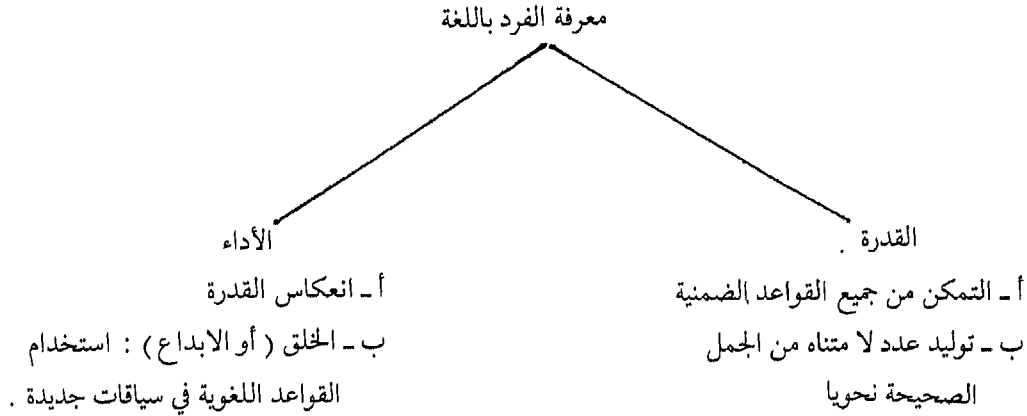 معرفة الفرد باللغة
القدرة .
أ ـ التمكن من جميع القواعد الضمنية
ب ـ توليد عدد لا متناه من الجمل
الصحيحة نحويا
الأداء
أ ـ انعكاس القدرة
ب ـ الخلق ( أو الابداع ) : استخدام
القواعد اللغوية في سياقات جديدة .